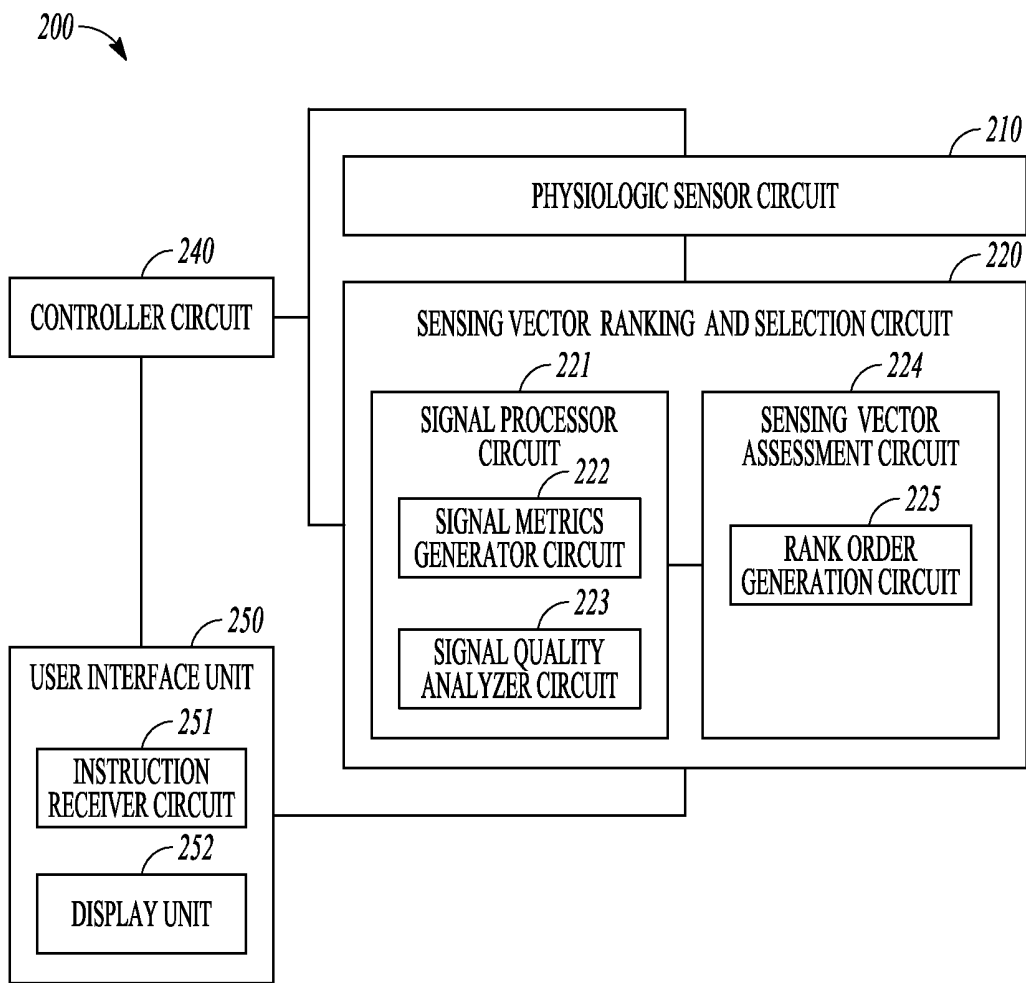 200
210
PHYSIOLOGIC SENSOR CIRCUIT
240
CONTROLLER CIRCUIT
220
SENSING VECTOR RANKING AND SELECTION CIRCUIT
221
SIGNAL PROCESSOR
CIRCUIT
222
SIGNAL METRICS
GENERATOR CIRCUIT
223
SIGNAL QUALITY
ANALYZER CIRCUIT
224
SENSING VECTOR
ASSESSMENT CIRCUIT
225
RANK ORDER
GENERATION CIRCUIT
250
USER INTERFACE UNIT
251
INSTRUCTION
RECEIVER CIRCUIT
252
DISPLAY UNIT